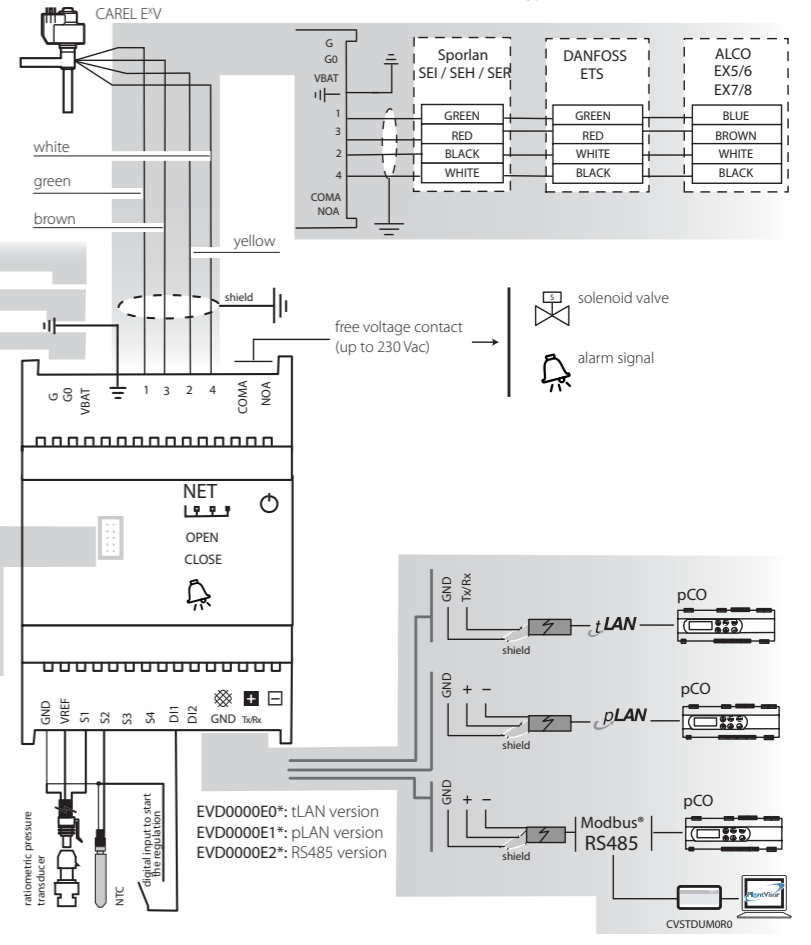 CAREL EXV
G
G0
VBAT
1
3
2
4
COMA
NOA
Sporlan
SEI / SEH / SER
GREEN
RED
BLACK
WHITE
DANFOSS
ETS
GREEN
RED
WHITE
BLACK
ALCO
EX5/6
EX7/8
BLUE
BROWN
WHITE
BLACK
white
green
brown
yellow
shield
free voltage contact
(up to 230 Vac)
S
solenoid valve
alarm signal
G
G0
VBAT
1
3
2
4
COMA
NOA
NET
OPEN
CLOSE
GND
VREF
S1
S2
S3
S4
DI1
DI2
GND
Tx/Rx
ratiometric pressure
transducer
NTC
digital input to start
the regulation
EVD0000E0*: tLAN version
EVD0000E1*: pLAN version
EVD0000E2*: RS485 version
GND
Tx/Rx
shield
tLAN
pCO
GND
+
−
shield
pLAN
pCO
GND
+
−
shield
Modbus®
RS485
pCO
CVSTDUM0R0
PlantVisor